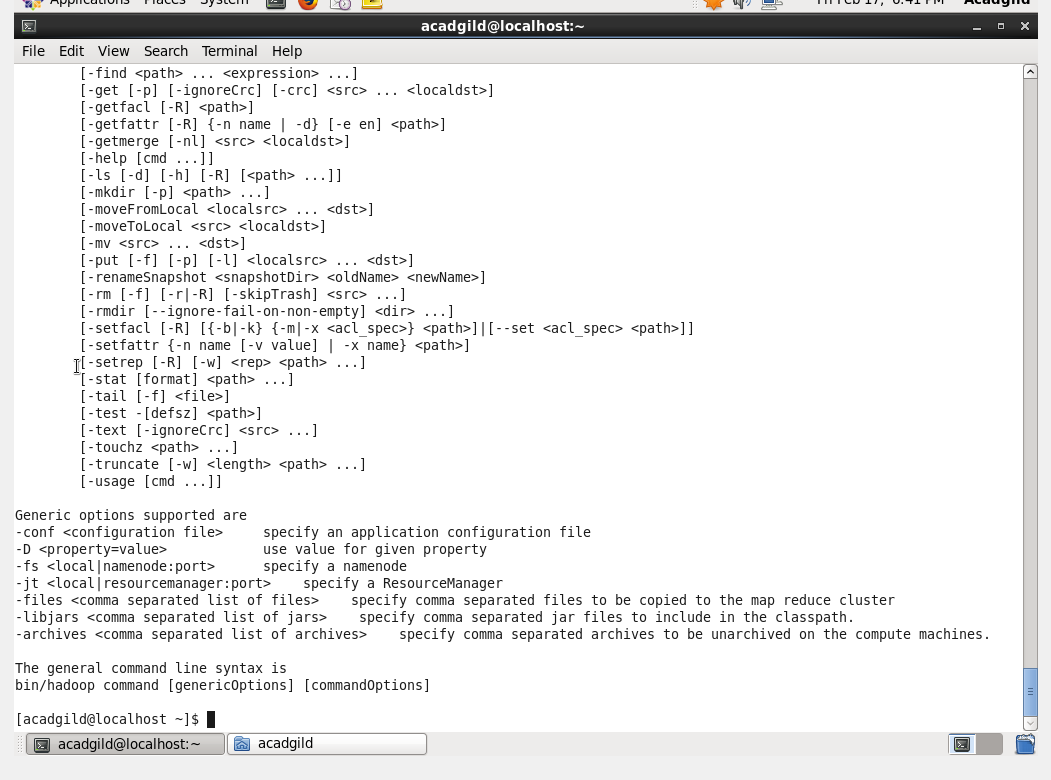 Applications Places System Fri Feb 17, 6:41 PM Acadgild
acadgild@localhost:~
File Edit View Search Terminal Help
[-find <path> ... <expression> ...]
[-get [-p] [-ignoreCrc] [-crc] <src> ... <localdst>]
[-getfacl [-R] <path>]
[-getfattr [-R] {-n name | -d} [-e en] <path>]
[-getmerge [-nl] <src> <localdst>]
[-help [cmd ...]]
[-ls [-d] [-h] [-R] [<path> ...]]
[-mkdir [-p] <path> ...]
[-moveFromLocal <localsrc> ... <dst>]
[-moveToLocal <src> <localdst>]
[-mv <src> ... <dst>]
[-put [-f] [-p] [-l] <localsrc> ... <dst>]
[-renameSnapshot <snapshotDir> <oldName> <newName>]
[-rm [-f] [-r|-R] [-skipTrash] <src> ...]
[-rmdir [--ignore-fail-on-non-empty] <dir> ...]
[-setfacl [-R] [{-b|-k} {-m|-x <acl_spec>} <path>]|[--set <acl_spec> <path>]]
[-setfattr {-n name [-v value] | -x name} <path>]
[-setrep [-R] [-w] <rep> <path> ...]
[-stat [format] <path> ...]
[-tail [-f] <file>]
[-test -[defsz] <path>]
[-text [-ignoreCrc] <src> ...]
[-touchz <path> ...]
[-truncate [-w] <length> <path> ...]
[-usage [cmd ...]]
Generic options supported are
-conf <configuration file> specify an application configuration file
-D <property=value> use value for given property
-fs <local|namenode:port> specify a namenode
-jt <local|resourcemanager:port> specify a ResourceManager
-files <comma separated list of files> specify comma separated files to be copied to the map reduce cluster
-libjars <comma separated list of jars> specify comma separated jar files to include in the classpath.
-archives <comma separated list of archives> specify comma separated archives to be unarchived on the compute machines.
The general command line syntax is
bin/hadoop command [genericOptions] [commandOptions]
[acadgild@localhost ~]$
acadgild@localhost:~ acadgild